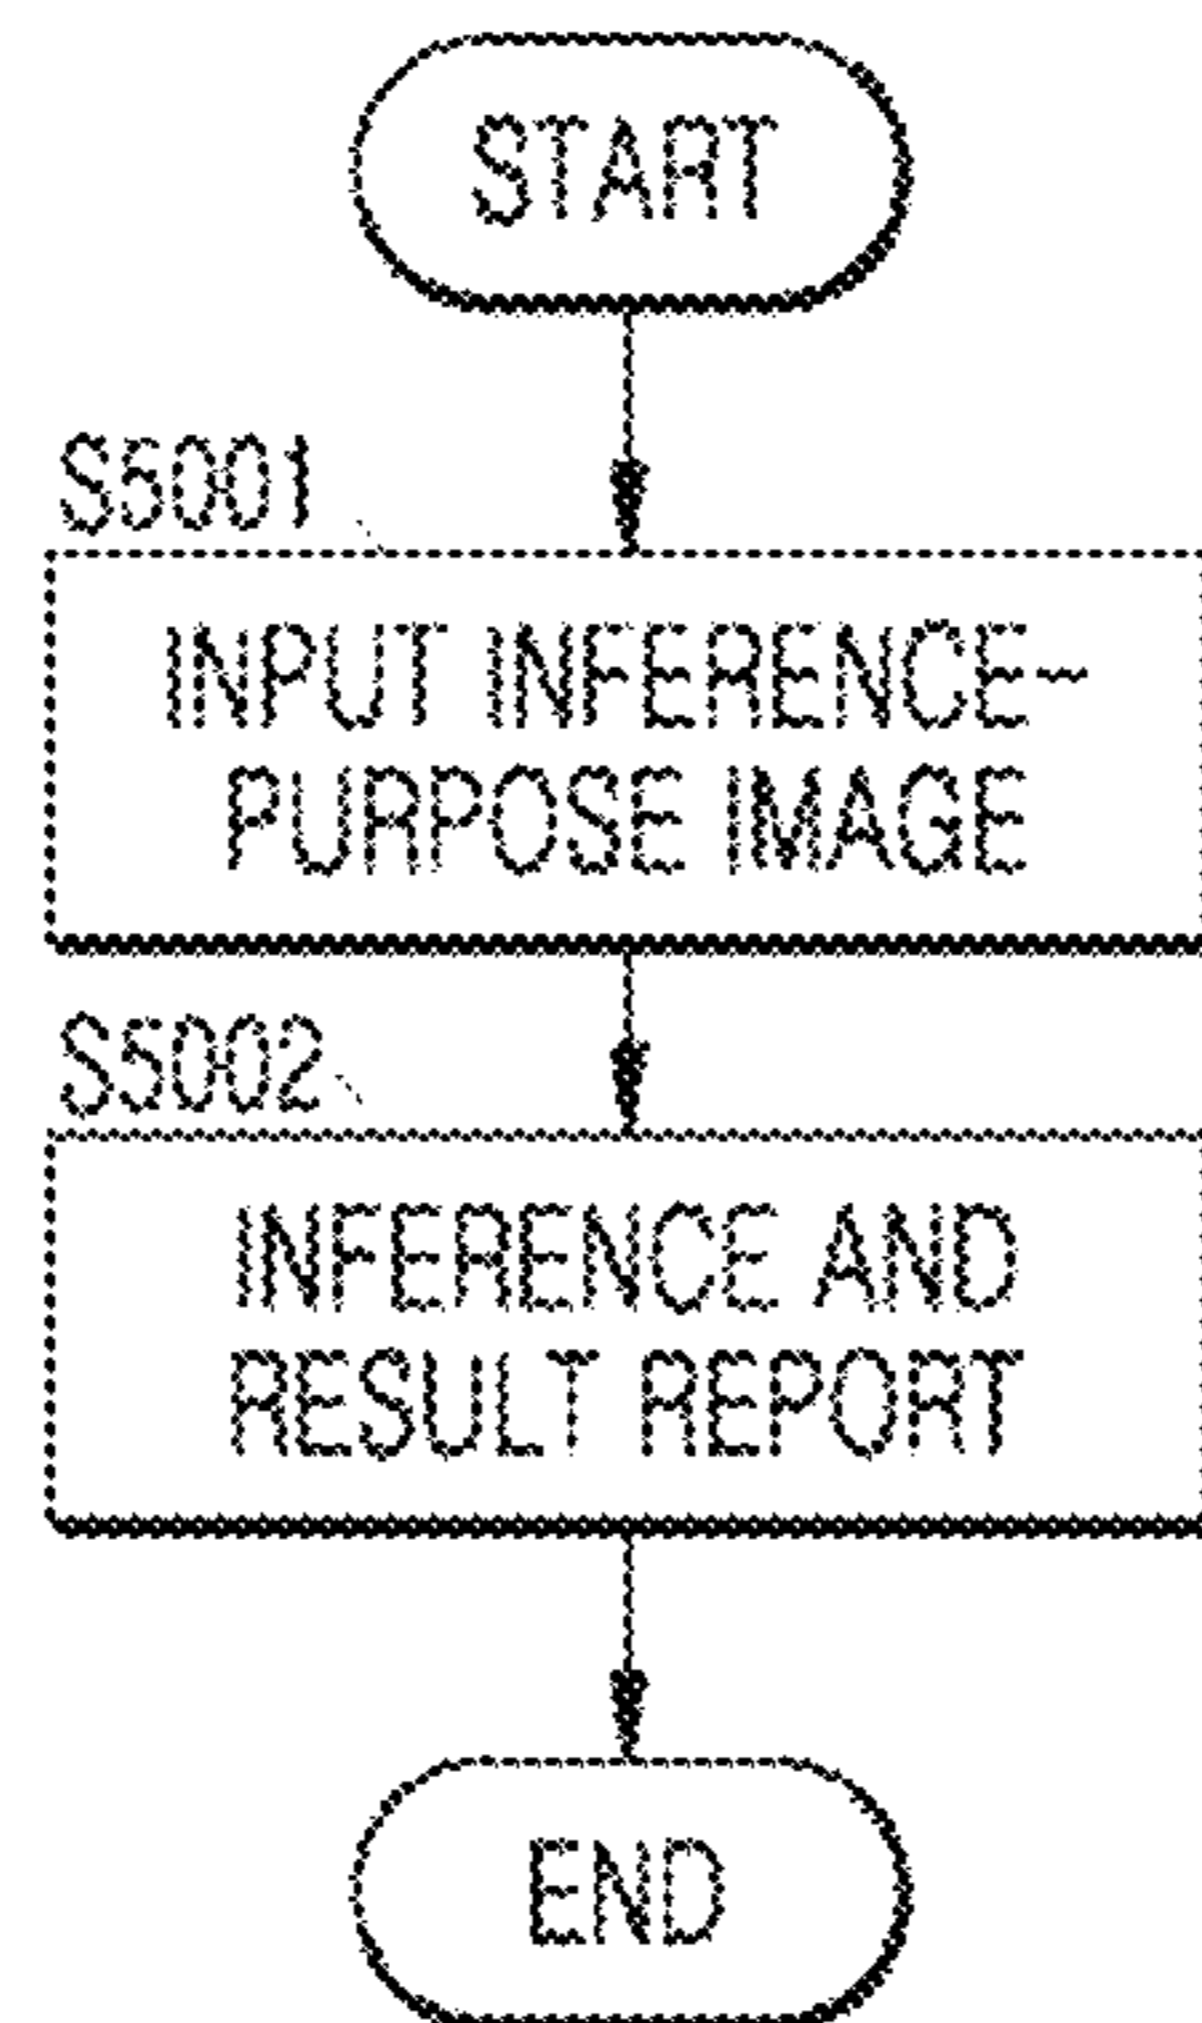 START
S5001
INPUT INFERENCE-
PURPOSE IMAGE
S5002
INFERENCE AND
RESULT REPORT
END